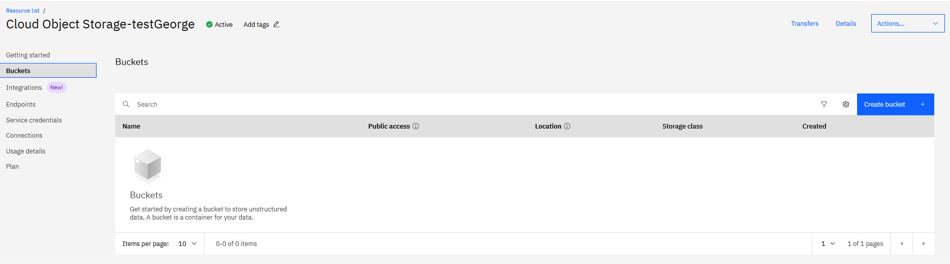 Resource list /
Cloud Object Storage-testGeorge Active Add tags Transfers Details Actions...
Getting started
Buckets
Integrations New!
Endpoints
Service credentials
Connections
Usage details
Plan
Buckets
Search Create bucket +
Name Public access Location Storage class Created
Buckets
Get started by creating a bucket to store unstructured
data. A bucket is a container for your data.
Items per page: 10 0-0 of 0 items 1 1 of 1 pages